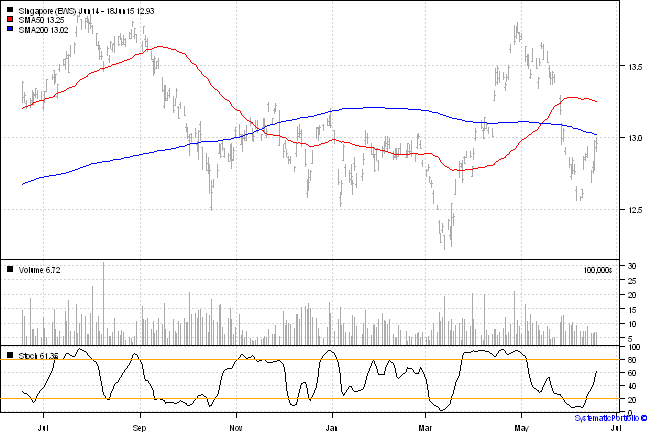 Singapore (EWS) Jun14 - 18Jun15 12.93
SMA50 13.25
SMA200 13.02
13.5
13.0
12.5
Volume 6.72
100,000s
30
25
20
15
10
5
Stoch 61.36
100
80
60
40
20
0
Jul
Sep
Nov
Jan
Mar
May
Jul
SystematicPortfolio ©